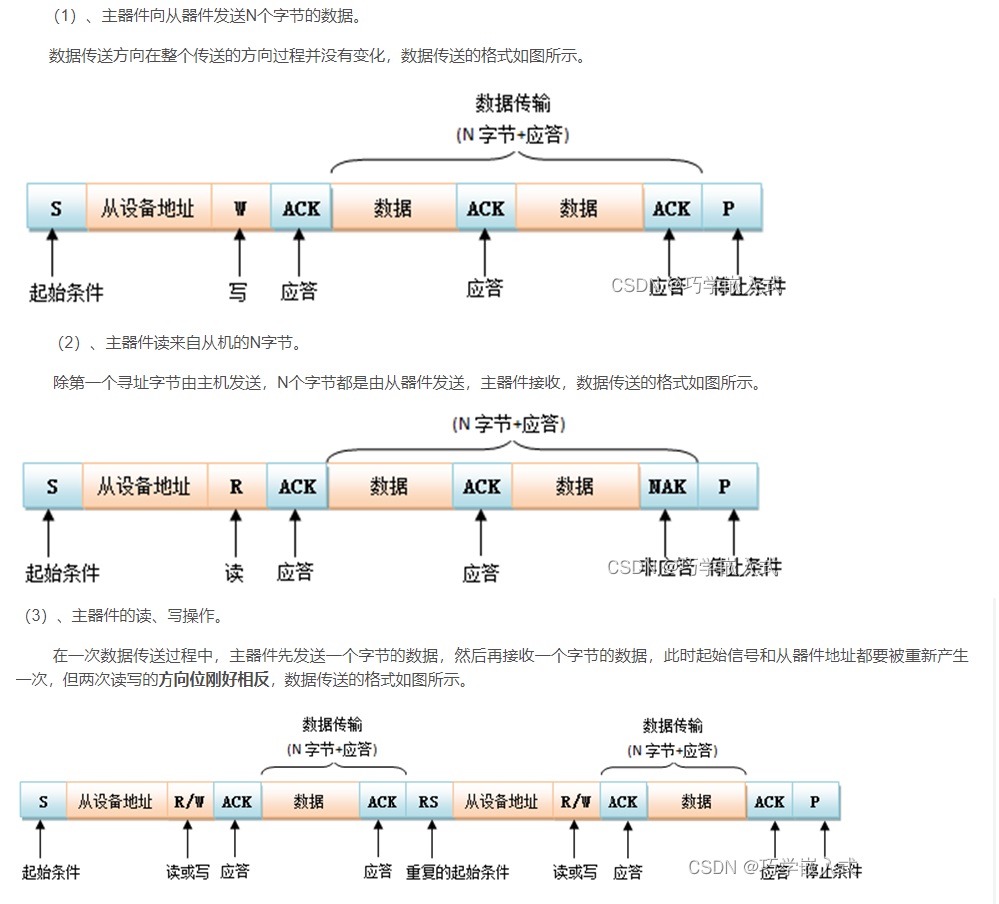 （1）、主器件向从器件发送N个字节的数据。
数据传送方向在整个传送的方向过程并没有变化，数据传送的格式如图所示。
数据传输
(N 字节+应答)
S 从设备地址 W ACK 数据 ACK 数据 ACK P
起始条件 写 应答 应答 应答 停止条件
CSDN @巧学嵌入式
（2）、主器件读来自从机的N字节。
除第一个寻址字节由主机发送，N个字节都是由从器件发送，主器件接收，数据传送的格式如图所示。
(N 字节+应答)
S 从设备地址 R ACK 数据 ACK 数据 NAK P
起始条件 读 应答 应答 非应答 停止条件
CSDN @巧学嵌入式
（3）、主器件的读、写操作。
在一次数据传送过程中，主器件先发送一个字节的数据，然后再接收一个字节的数据，此时起始信号和从器件地址都要被重新产生
一次，但两次读写的方向位刚好相反，数据传送的格式如图所示。
数据传输 数据传输
(N 字节+应答) (N 字节+应答)
S 从设备地址 R/W ACK 数据 ACK RS 从设备地址 R/W ACK 数据 ACK P
起始条件 读或写 应答 应答 重复的起始条件 读或写 应答 应答 停止条件
CSDN @巧学嵌入式